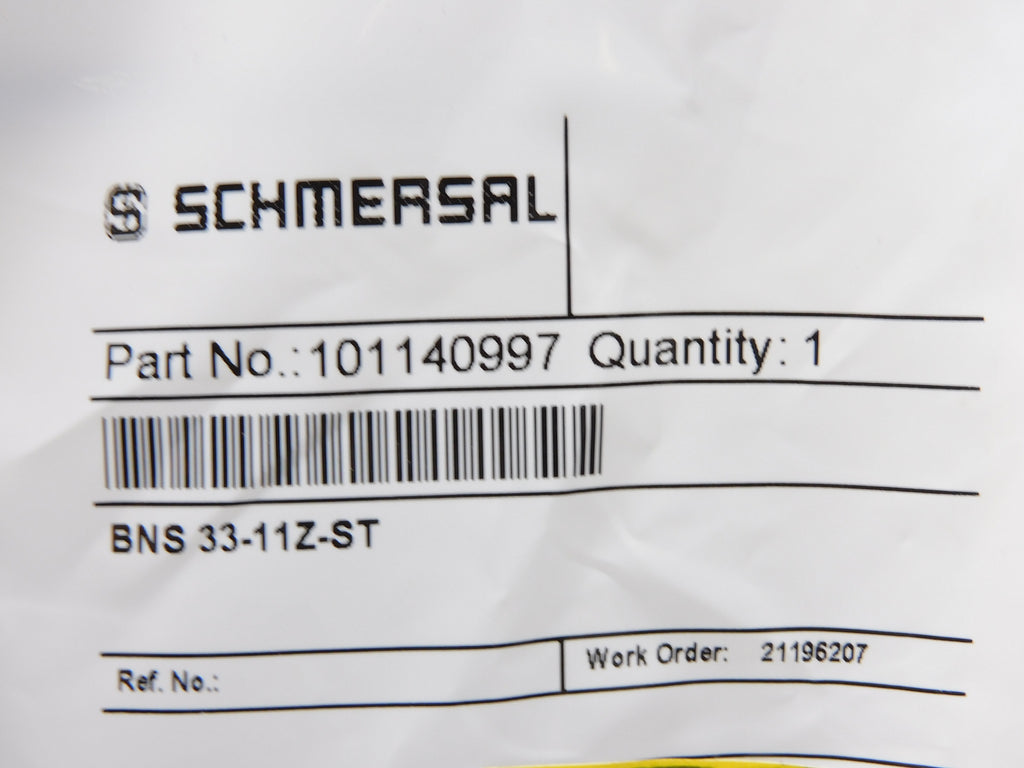 S SCHMERSAL
Part No.:101140997 Quantity: 1
BNS 33-11Z-ST
Ref. No.:
Work Order: 21196207